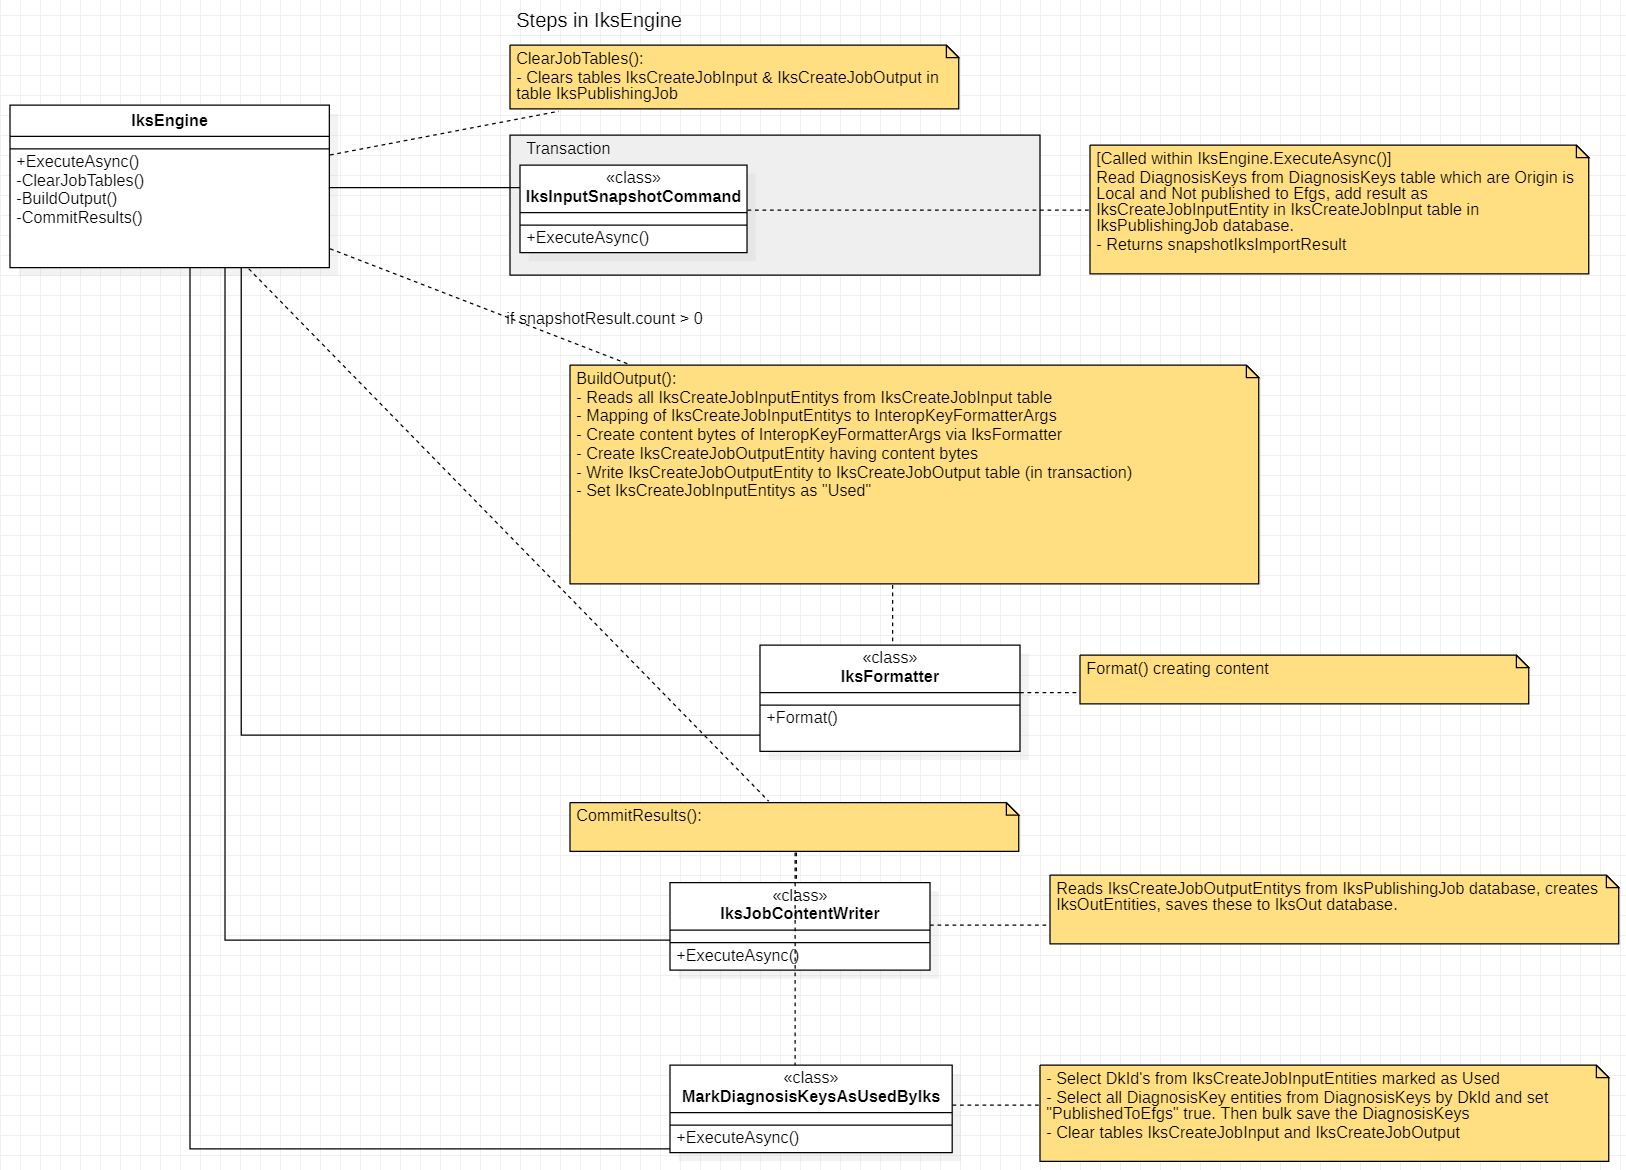 Steps in IksEngine
ClearJobTables():
- Clears tables IksCreateJobInput & IksCreateJobOutput in
table IksPublishingJob
IksEngine
+ExecuteAsync()
-ClearJobTables()
-BuildOutput()
-CommitResults()
Transaction
«class»
IksInputSnapshotCommand
+ExecuteAsync()
[Called within IksEngine.ExecuteAsync()]
Read DiagnosisKeys from DiagnosisKeys table which are Origin is
Local and Not published to Efgs, add result as
IksCreateJobInputEntity in IksCreateJobInput table in
IksPublishingJob database.
- Returns snapshotIksImportResult
if snapshotResult.count > 0
BuildOutput():
- Reads all IksCreateJobInputEntitys from IksCreateJobInput table
- Mapping of IksCreateJobInputEntitys to InteropKeyFormatterArgs
- Create content bytes of InteropKeyFormatterArgs via IksFormatter
- Create IksCreateJobOutputEntity having content bytes
- Write IksCreateJobOutputEntity to IksCreateJobOutput table (in transaction)
- Set IksCreateJobInputEntitys as "Used"
«class»
IksFormatter
+Format()
Format() creating content
CommitResults():
«class»
IksJobContentWriter
+ExecuteAsync()
Reads IksCreateJobOutputEntitys from IksPublishingJob database, creates
IksOutEntities, saves these to IksOut database.
«class»
MarkDiagnosisKeysAsUsedByIks
+ExecuteAsync()
- Select DkId's from IksCreateJobInputEntities marked as Used
- Select all DiagnosisKey entities from DiagnosisKeys by DkId and set
"PublishedToEfgs" true. Then bulk save the DiagnosisKeys
- Clear tables IksCreateJobInput and IksCreateJobOutput